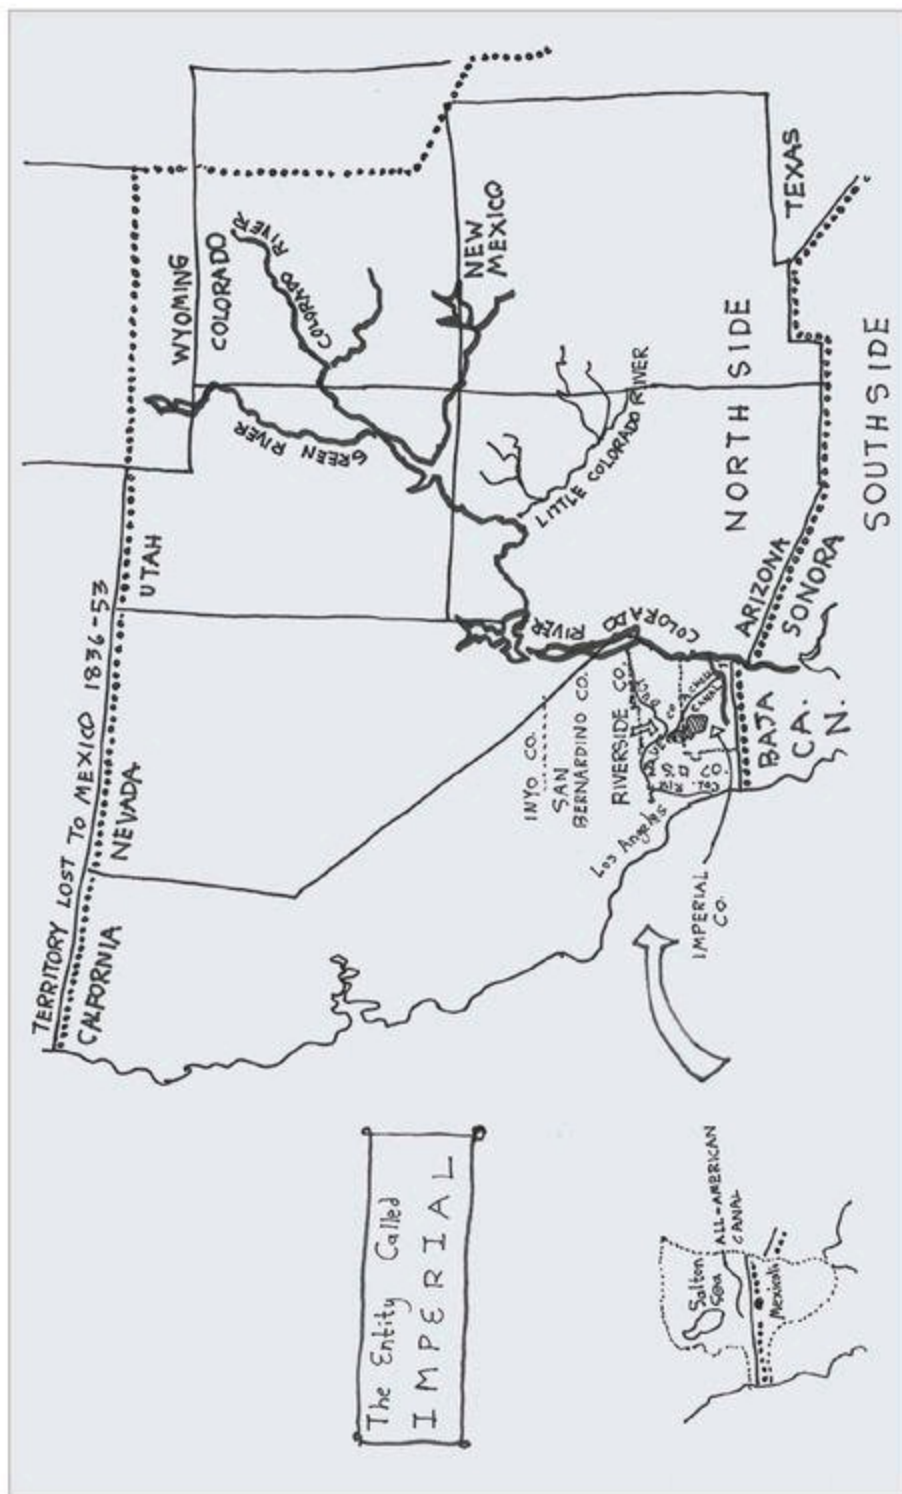 TERRITORY LOST TO MEXICO 1836-53
CALIFORNIA
NEVADA
UTAH
WYOMING
COLORADO
COLORADO RIVER
GREEN RIVER
NEW
MEXICO
LITTLE COLORADO RIVER
TEXAS
NORTH SIDE
SOUTHSIDE
ARIZONA
SONORA
COLORADO
RIVER
INYO CO.
SAN
BERNARDINO CO.
RIVERSIDE CO.
CANAL
Los Angeles
IMPERIAL
CO.
BAJA
CA.
N.
The Entity Called
IMPERIAL
ALL-AMERICAN
CANAL
Salton
Sea
Mexicali